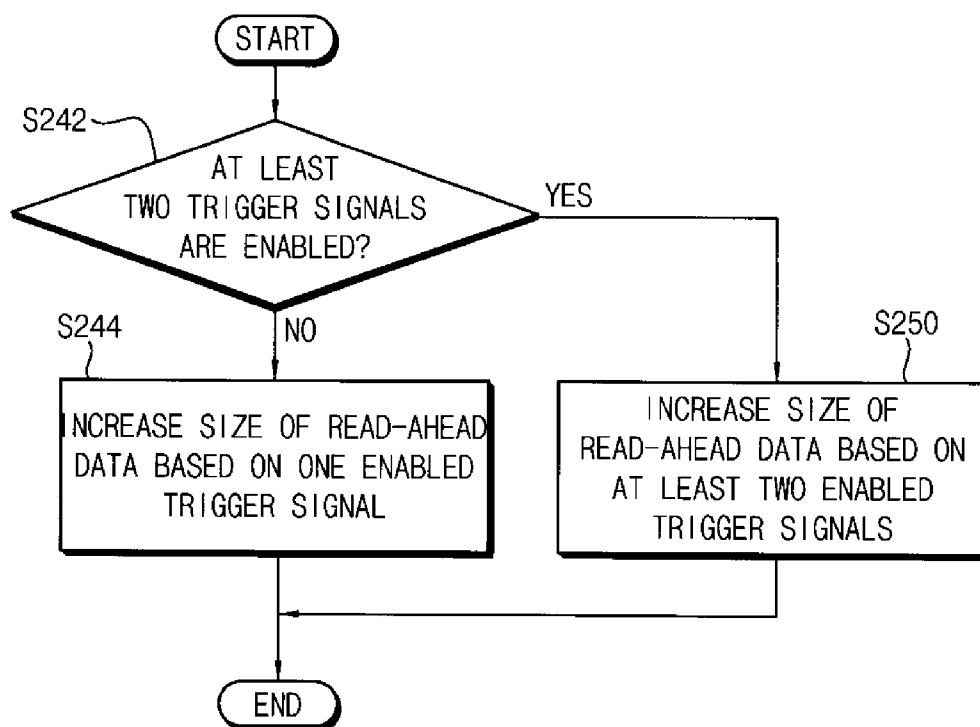 START
S242
AT LEAST
TWO TRIGGER SIGNALS
ARE ENABLED?
YES
NO
S244
INCREASE SIZE OF READ-AHEAD
DATA BASED ON ONE ENABLED
TRIGGER SIGNAL
S250
INCREASE SIZE OF
READ-AHEAD DATA BASED ON
AT LEAST TWO ENABLED
TRIGGER SIGNALS
END